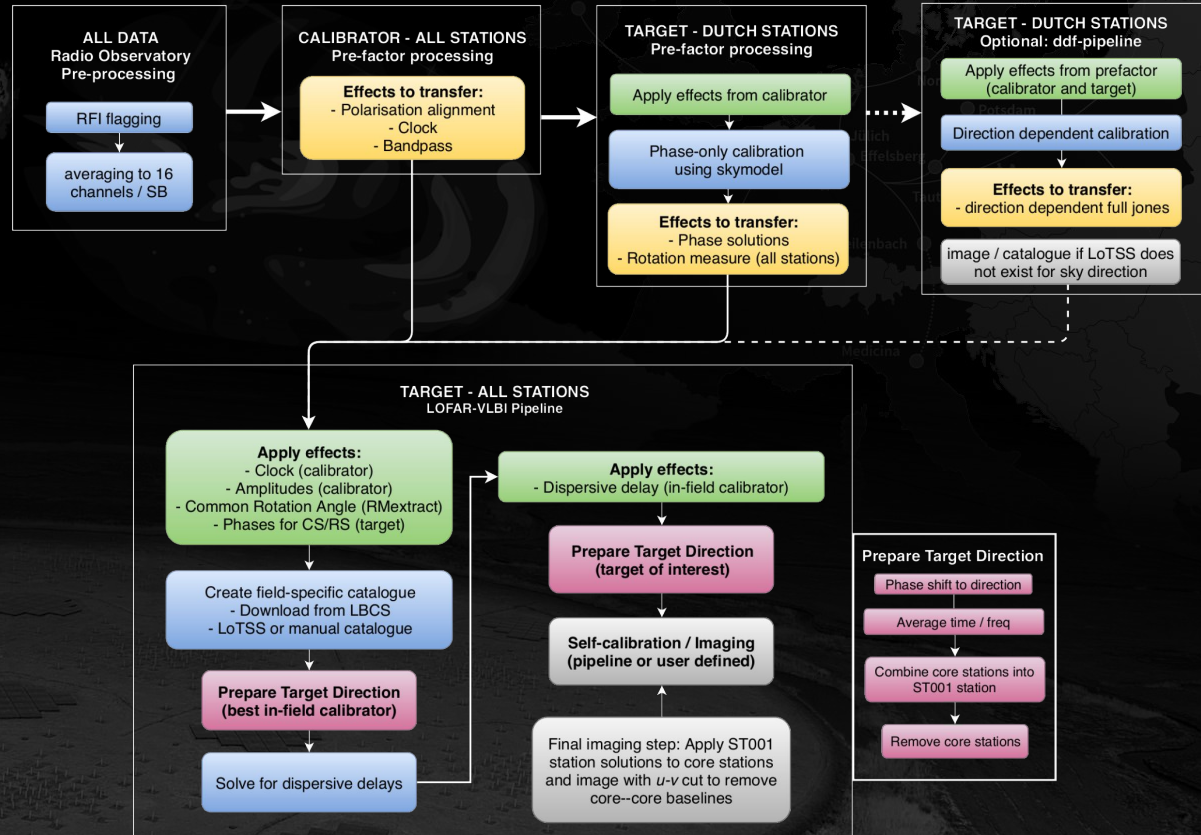 ALL DATA
Radio Observatory
Pre-processing
RFI flagging
averaging to 16
channels / SB
CALIBRATOR - ALL STATIONS
Pre-factor processing
Effects to transfer:
- Polarisation alignment
- Clock
- Bandpass
TARGET - DUTCH STATIONS
Pre-factor processing
Apply effects from calibrator
Phase-only calibration
using skymodel
Effects to transfer:
- Phase solutions
- Rotation measure (all stations)
TARGET - DUTCH STATIONS
Optional: ddf-pipeline
Apply effects from prefactor
(calibrator and target)
Direction dependent calibration
Effects to transfer:
- direction dependent full jones
image / catalogue if LoTSS does
not exist for sky direction
Potsdam
Jülich
Effelsberg
Medicina
TARGET - ALL STATIONS
LOFAR-VLBI Pipeline
Apply effects:
- Clock (calibrator)
- Amplitudes (calibrator)
- Common Rotation Angle (RMextract)
- Phases for CS/RS (target)
Create field-specific catalogue
- Download from LBCS
- LoTSS or manual catalogue
Prepare Target Direction
(best in-field calibrator)
Solve for dispersive delays
Apply effects:
- Dispersive delay (in-field calibrator)
Prepare Target Direction
(target of interest)
Self-calibration / Imaging
(pipeline or user defined)
Final imaging step: Apply ST001
station solutions to core stations
and image with u-v cut to remove
core--core baselines
Prepare Target Direction
Phase shift to direction
Average time / freq
Combine core stations into
ST001 station
Remove core stations